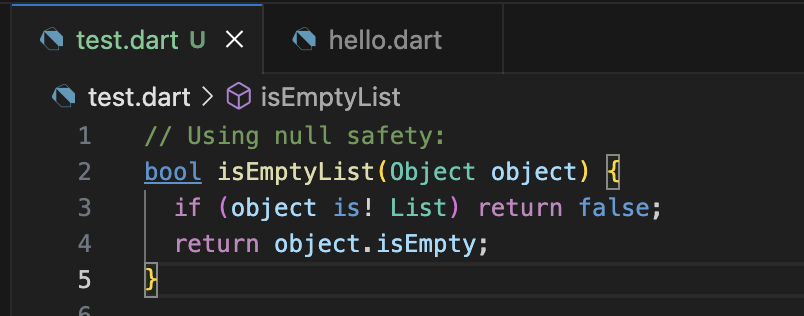 test.dart U × hello.dart
test.dart > isEmptyList
1 // Using null safety:
2 bool isEmptyList(Object object) {
3   if (object is! List) return false;
4   return object.isEmpty;
5 }
6